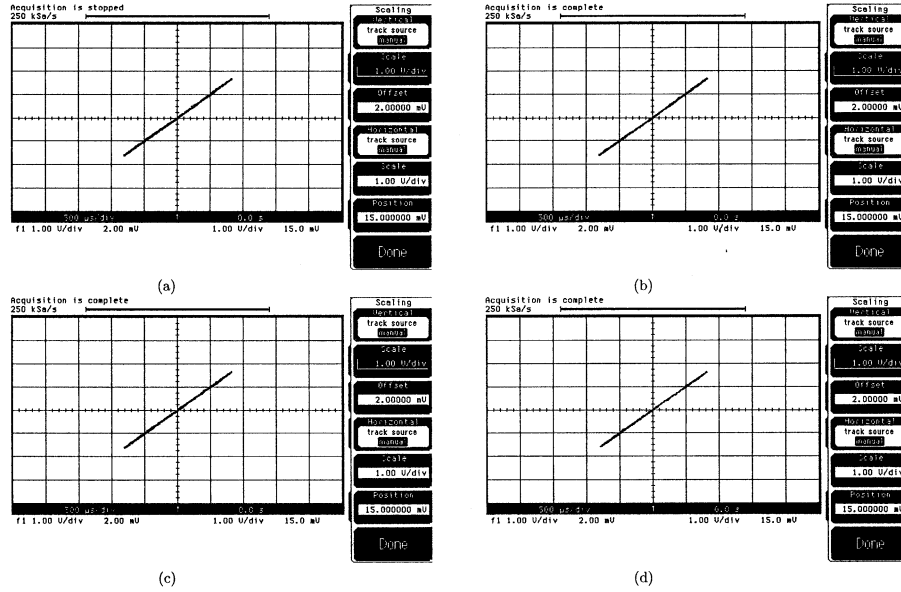 Acquisition is stopped
250 kSa/s
500 µs/div 0.0 s
f1 1.00 V/div 2.00 mV 1.00 V/div 15.0 mV
Scaling
Vertical
track source
manual
Scale
1.00 V/div
Offset
2.00000 mV
Horizontal
track source
manual
Scale
1.00 V/div
Position
15.000000 mV
Done
(a)
Acquisition is complete
250 kSa/s
500 µs/div 0.0 s
f1 1.00 V/div 2.00 mV 1.00 V/div 15.0 mV
Scaling
Vertical
track source
manual
Scale
1.00 V/div
Offset
2.00000 mV
Horizontal
track source
manual
Scale
1.00 V/div
Position
15.000000 mV
Done
(b)
Acquisition is complete
250 kSa/s
500 µs/div 0.0 s
f1 1.00 V/div 2.00 mV 1.00 V/div 15.0 mV
Scaling
Vertical
track source
manual
Scale
1.00 V/div
Offset
2.00000 mV
Horizontal
track source
manual
Scale
1.00 V/div
Position
15.000000 mV
Done
(c)
Acquisition is complete
250 kSa/s
500 µs/div
f1 1.00 V/div 2.00 mV 1.00 V/div 15.0 mV
Scaling
Vertical
track source
manual
Scale
1.00 V/div
Offset
2.00000 mV
Horizontal
track source
manual
Scale
1.00 V/div
Position
15.000000 mV
Done
(d)